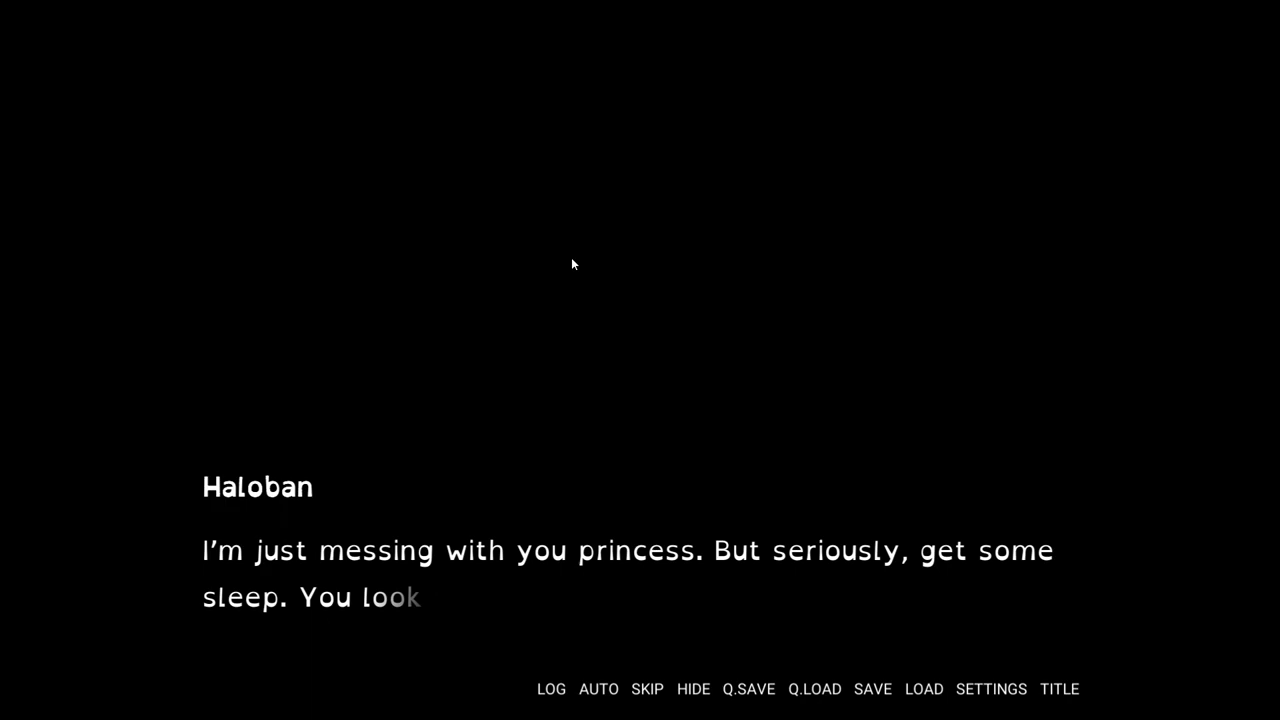 Haloban
I'm just messing with you princess. But seriously, get some
sleep. You look
LOG AUTO SKIP HIDE Q.SAVE Q.LOAD SAVE LOAD SETTINGS TITLE